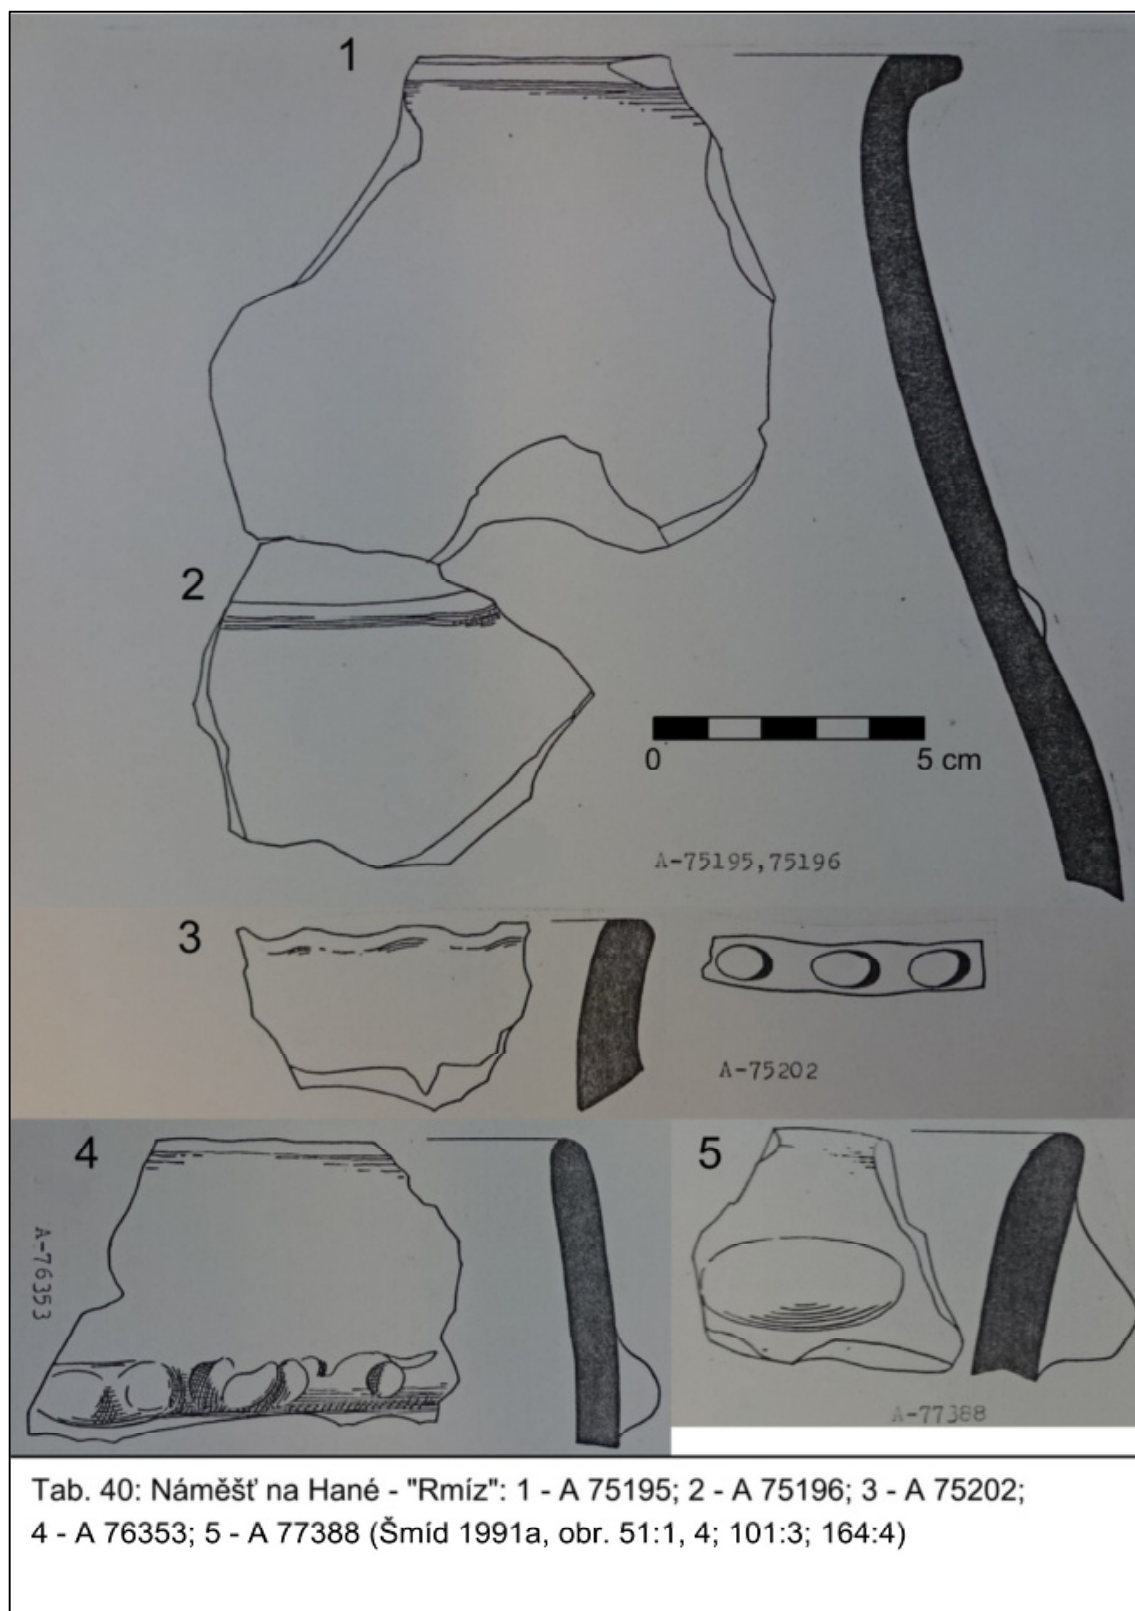 1
2
0 5 cm
A-75195,75196
3
A-75202
4
A-76353
5
A-77388
Tab. 40: Náměšť na Hané - "Rmíz": 1 - A 75195; 2 - A 75196; 3 - A 75202;
4 - A 76353; 5 - A 77388 (Šmíd 1991a, obr. 51:1, 4; 101:3; 164:4)